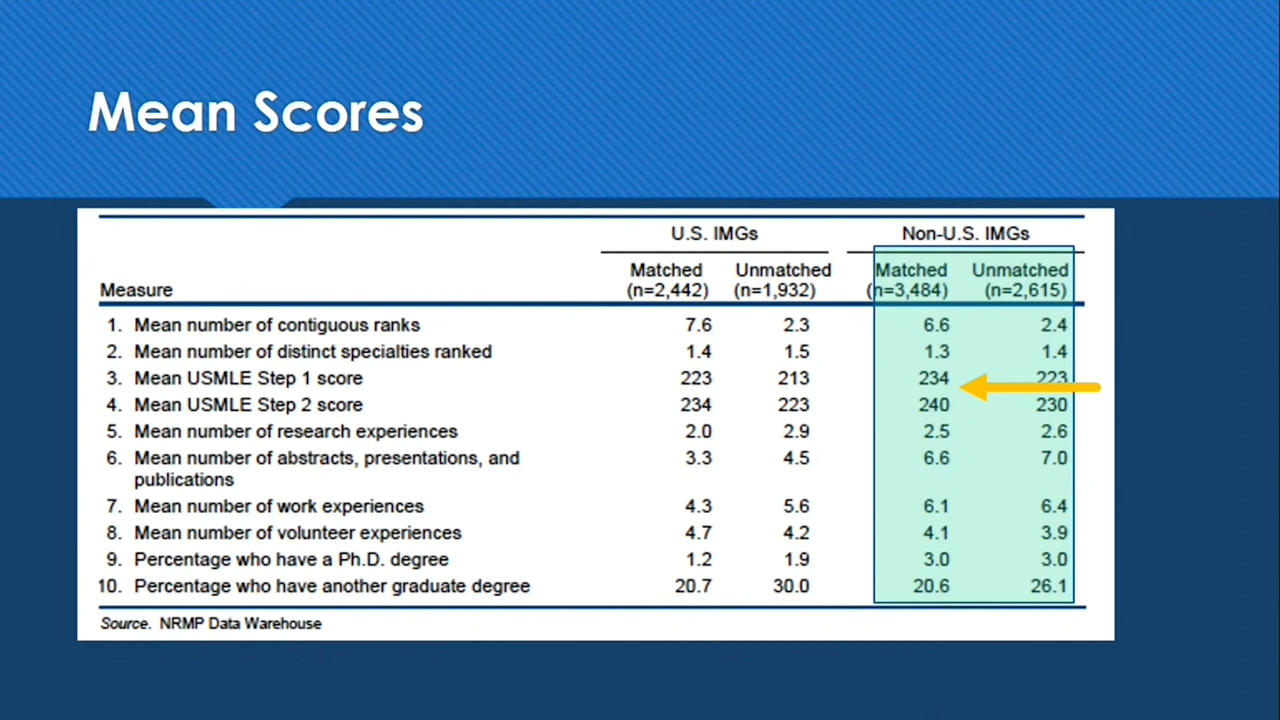 Mean Scores
U.S. IMGs Non-U.S. IMGs
Matched Unmatched Matched Unmatched
Measure (n=2,442) (n=1,932) (n=3,484) (n=2,615)
1. Mean number of contiguous ranks 7.6 2.3 6.6 2.4
2. Mean number of distinct specialties ranked 1.4 1.5 1.3 1.4
3. Mean USMLE Step 1 score 223 213 234 223
4. Mean USMLE Step 2 score 234 223 240 230
5. Mean number of research experiences 2.0 2.9 2.5 2.6
6. Mean number of abstracts, presentations, and 3.3 4.5 6.6 7.0
publications
7. Mean number of work experiences 4.3 5.6 6.1 6.4
8. Mean number of volunteer experiences 4.7 4.2 4.1 3.9
9. Percentage who have a Ph.D. degree 1.2 1.9 3.0 3.0
10. Percentage who have another graduate degree 20.7 30.0 20.6 26.1
Source. NRMP Data Warehouse